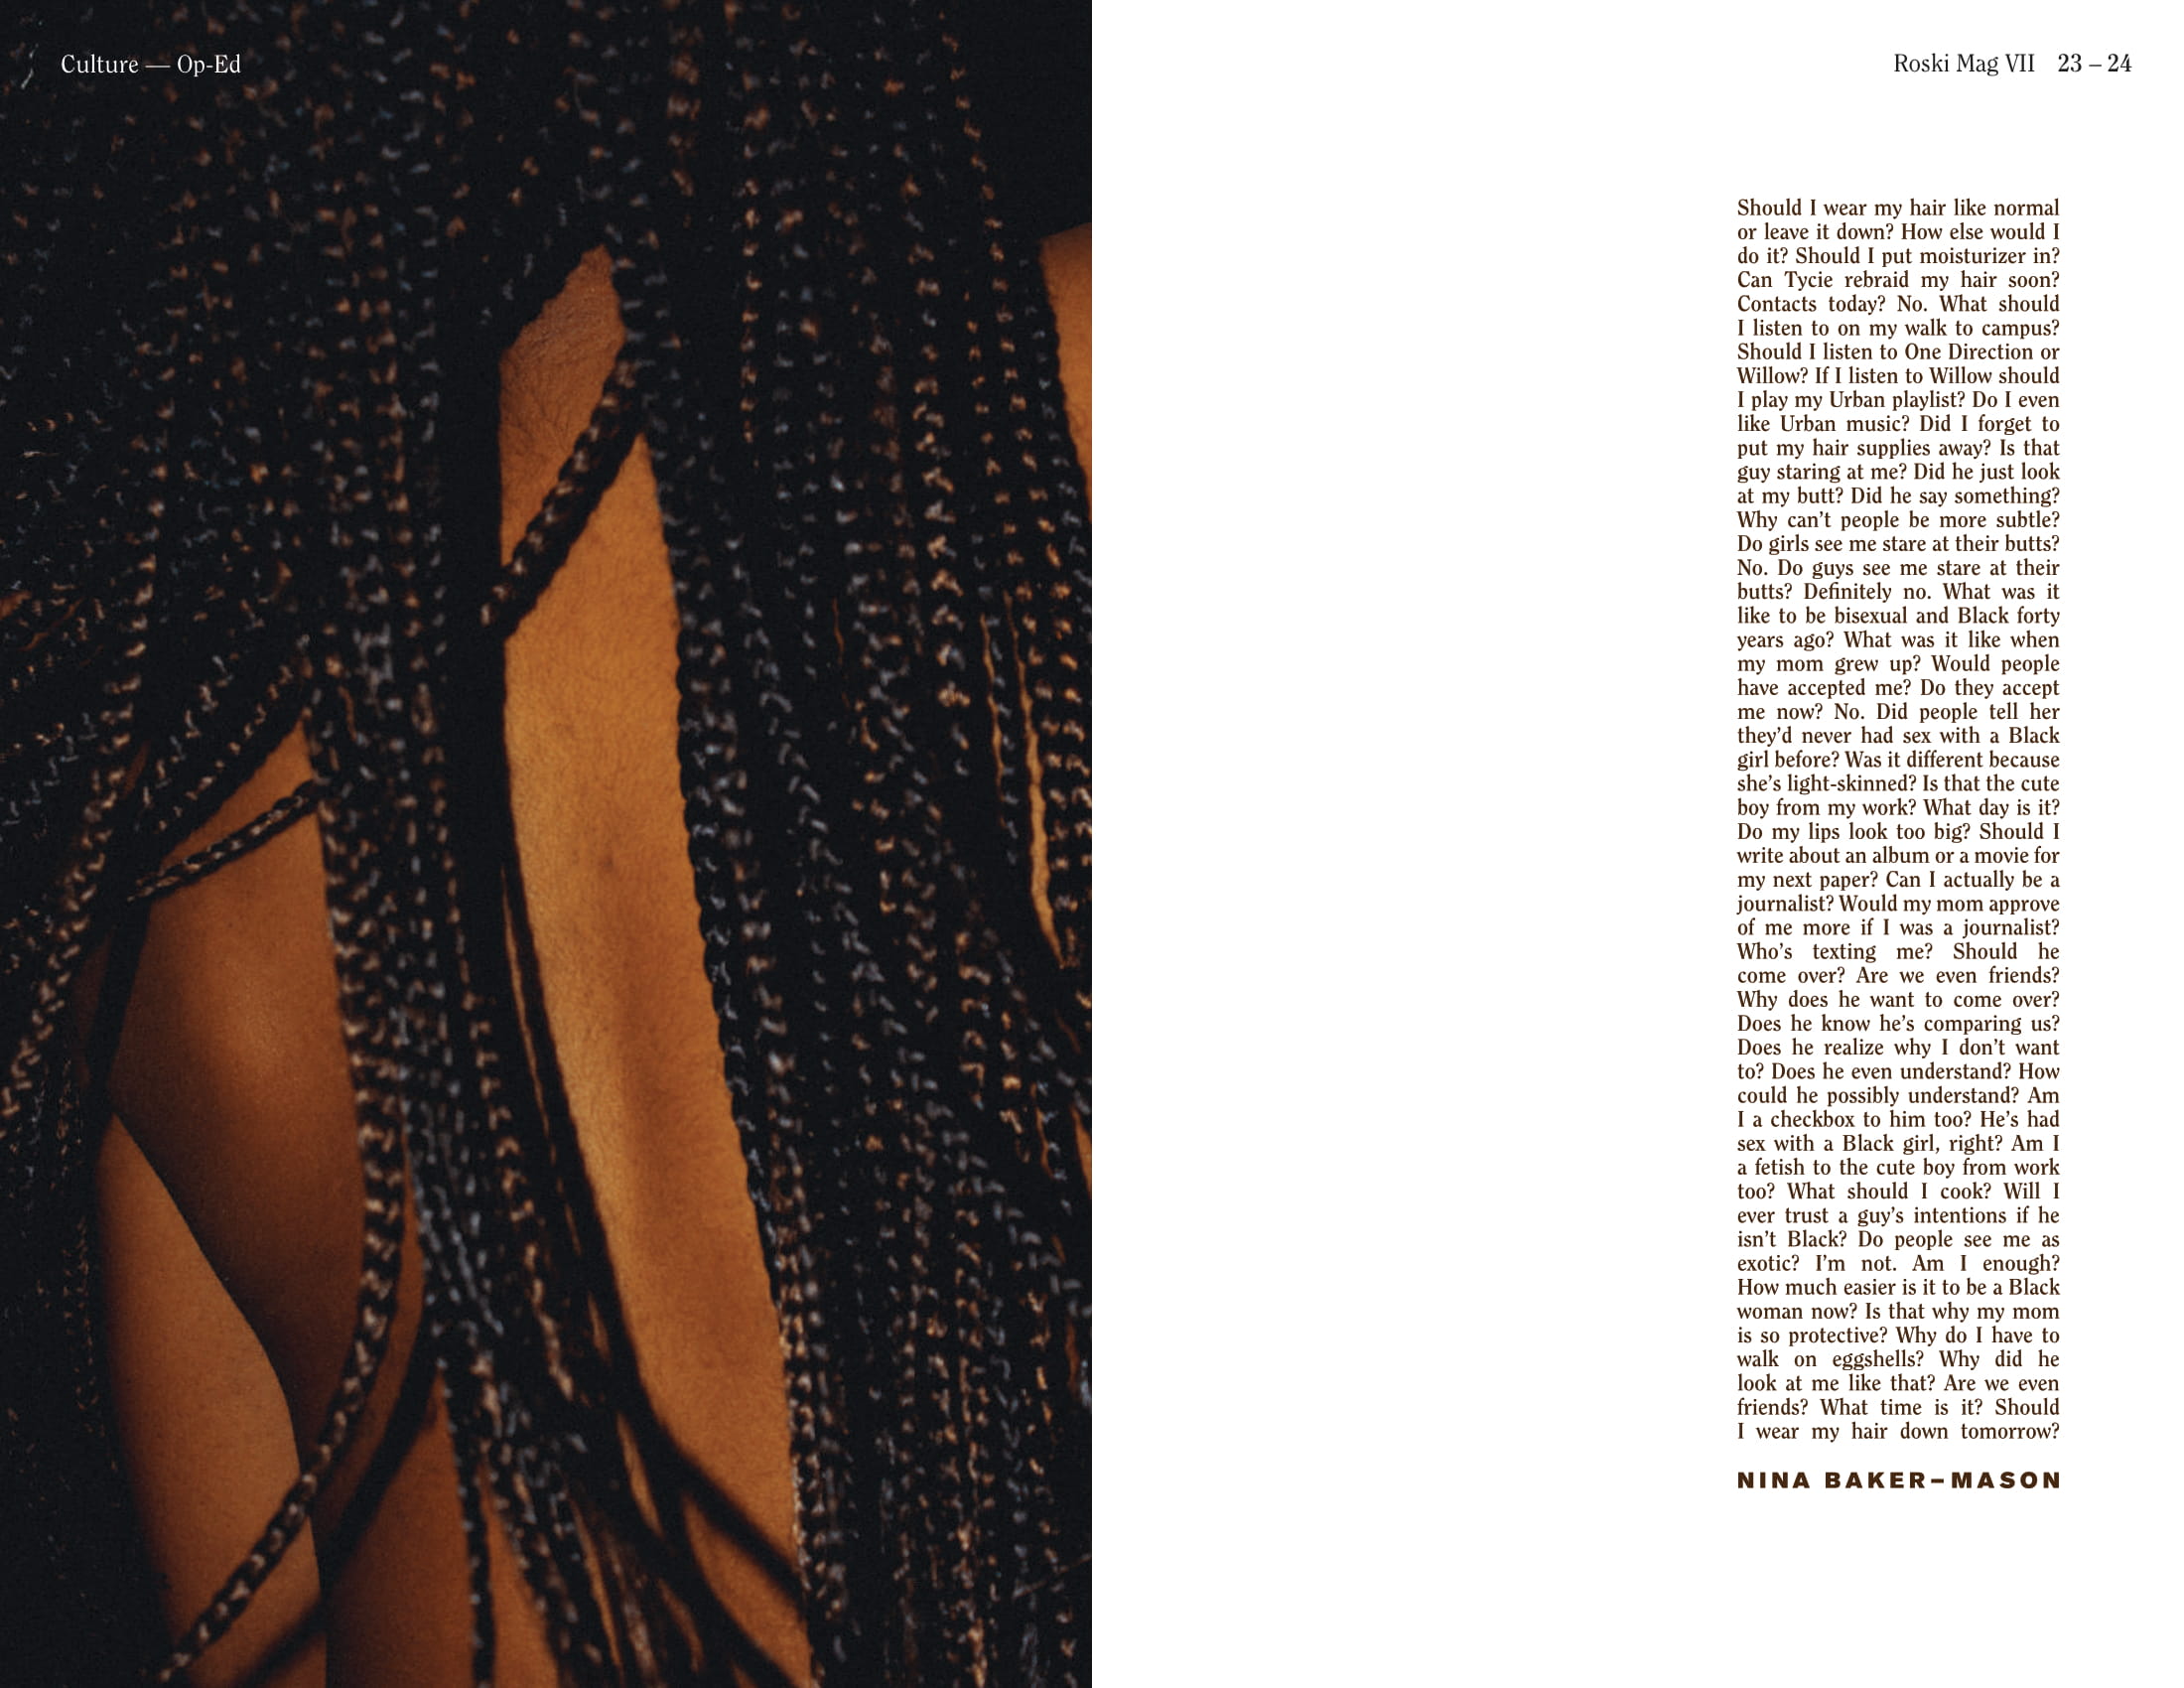 Culture — Op-Ed
Roski Mag VII 23 – 24
Should I wear my hair like normal
or leave it down? How else would I
do it? Should I put moisturizer in?
Can Tycie rebraid my hair soon?
Contacts today? No. What should
I listen to on my walk to campus?
Should I listen to One Direction or
Willow? If I listen to Willow should
I play my Urban playlist? Do I even
like Urban music? Did I forget to
put my hair supplies away? Is that
guy staring at me? Did he just look
at my butt? Did he say something?
Why can’t people be more subtle?
Do girls see me stare at their butts?
No. Do guys see me stare at their
butts? Definitely no. What was it
like to be bisexual and Black forty
years ago? What was it like when
my mom grew up? Would people
have accepted me? Do they accept
me now? No. Did people tell her
they’d never had sex with a Black
girl before? Was it different because
she’s light-skinned? Is that the cute
boy from my work? What day is it?
Do my lips look too big? Should I
write about an album or a movie for
my next paper? Can I actually be a
journalist? Would my mom approve
of me more if I was a journalist?
Who’s texting me? Should he
come over? Are we even friends?
Why does he want to come over?
Does he know he’s comparing us?
Does he realize why I don’t want
to? Does he even understand? How
could he possibly understand? Am
I a checkbox to him too? He’s had
sex with a Black girl, right? Am I
a fetish to the cute boy from work
too? What should I cook? Will I
ever trust a guy’s intentions if he
isn’t Black? Do people see me as
exotic? I’m not. Am I enough?
How much easier is it to be a Black
woman now? Is that why my mom
is so protective? Why do I have to
walk on eggshells? Why did he
look at me like that? Are we even
friends? What time is it? Should
I wear my hair down tomorrow?
NINA BAKER–MASON